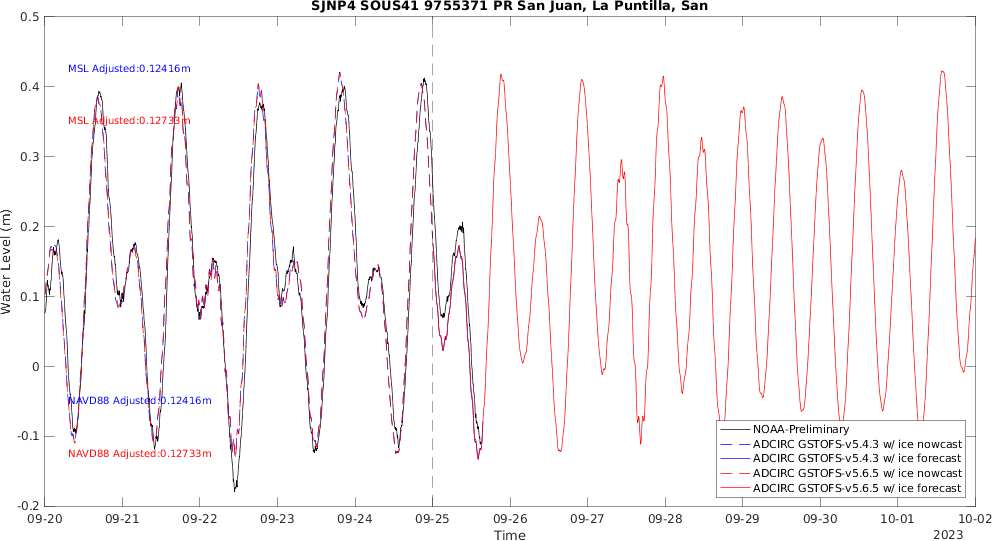 SJNP4 SOUS41 9755371 PR San Juan, La Puntilla, San
0.5
0.4
0.3
0.2
0.1
0
-0.1
-0.2
Water Level (m)
MSL Adjusted:0.12416m
MSL Adjusted:0.12733m
NAVD88 Adjusted:0.12416m
NAVD88 Adjusted:0.12733m
NOAA-Preliminary
ADCIRC GSTOFS-v5.4.3 w/ ice nowcast
ADCIRC GSTOFS-v5.4.3 w/ ice forecast
ADCIRC GSTOFS-v5.6.5 w/ ice nowcast
ADCIRC GSTOFS-v5.6.5 w/ ice forecast
09-20 09-21 09-22 09-23 09-24 09-25 09-26 09-27 09-28 09-29 09-30 10-01 10-02
Time
2023